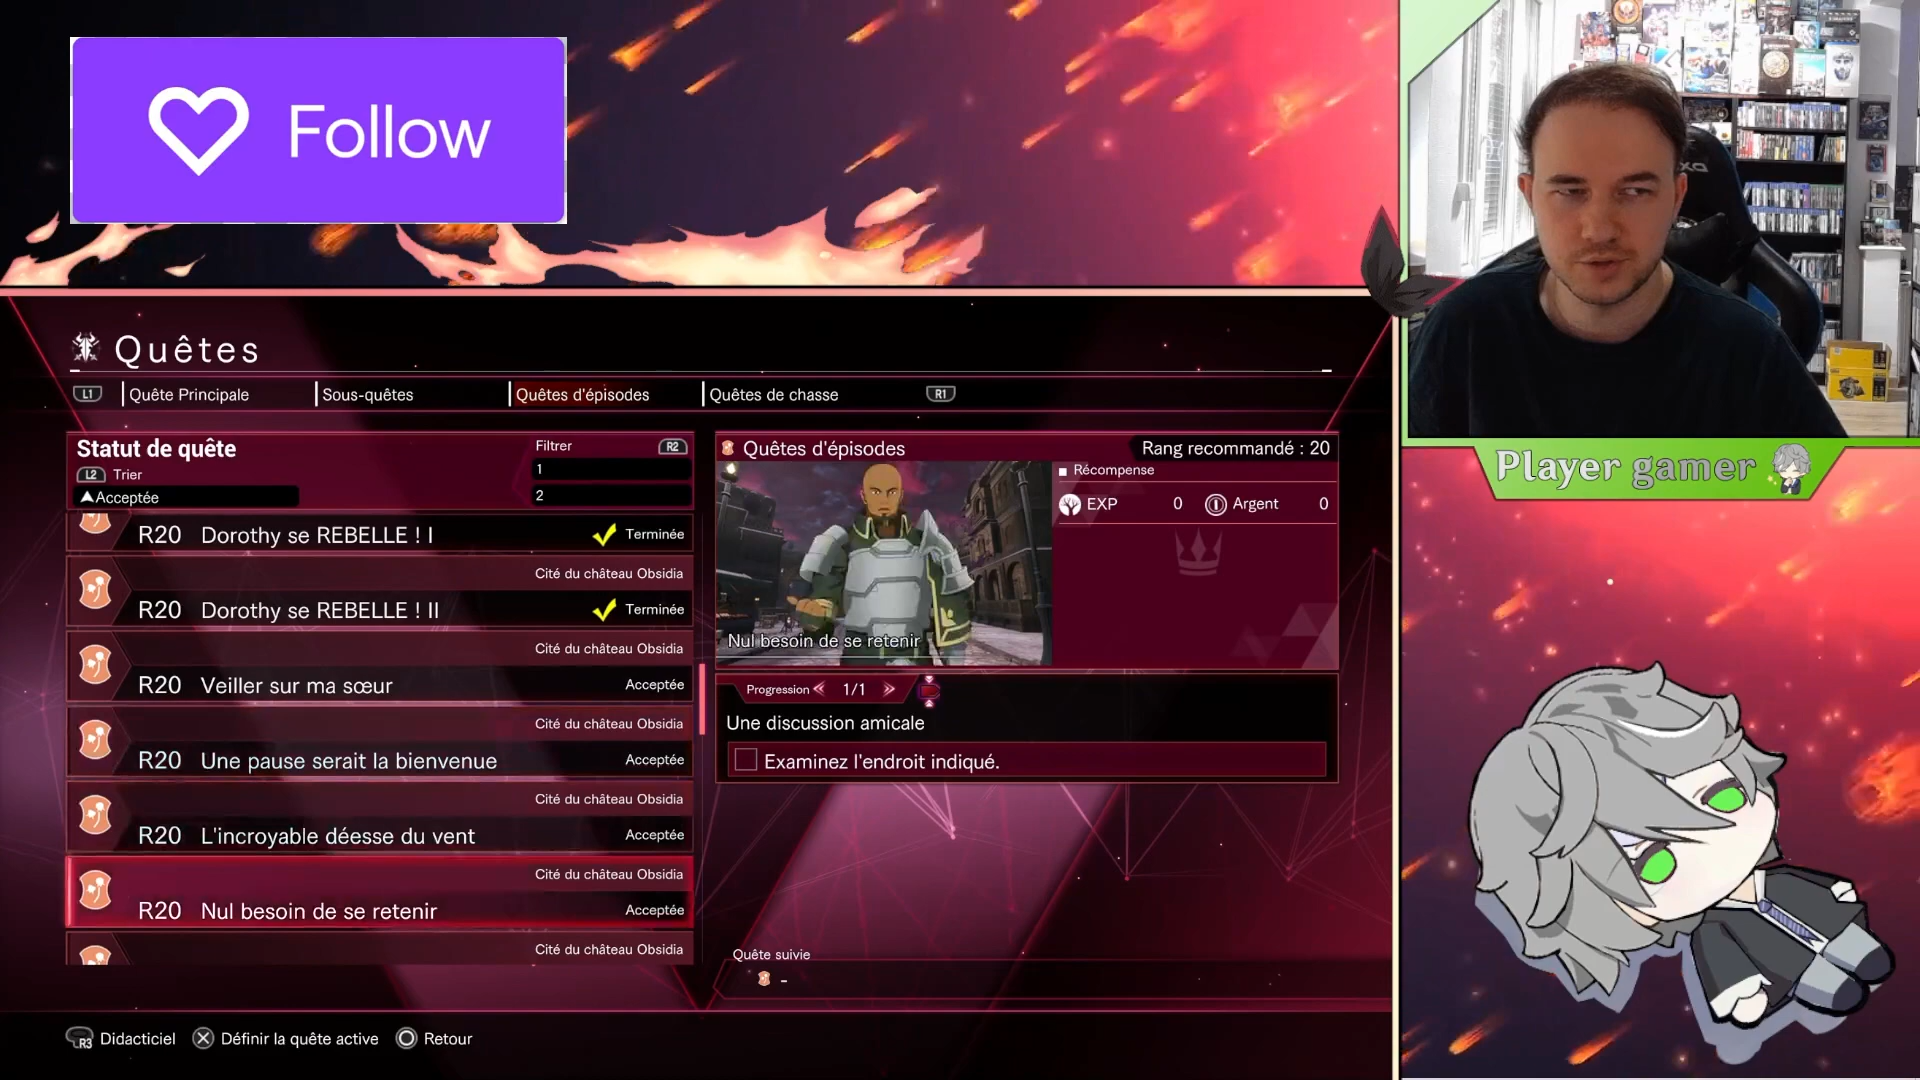 Follow
Quêtes
L1
Quête Principale
Sous-quêtes
Quêtes d'épisodes
Quêtes de chasse
R1
Statut de quête
L2 Trier
Acceptée
Filtrer R2
1
2
R20 Dorothy se REBELLE ! I Terminée
Cité du château Obsidia
R20 Dorothy se REBELLE ! II Terminée
Cité du château Obsidia
R20 Veiller sur ma sœur Acceptée
Cité du château Obsidia
R20 Une pause serait la bienvenue Acceptée
Cité du château Obsidia
R20 L'incroyable déesse du vent Acceptée
Cité du château Obsidia
R20 Nul besoin de se retenir Acceptée
Cité du château Obsidia
Quêtes d'épisodes
Rang recommandé : 20
Récompense
EXP 0 Argent 0
Nul besoin de se retenir
Progression 1/1
Une discussion amicale
Examinez l'endroit indiqué.
Quête suivie
-
R3 Didacticiel
Définir la quête active
Retour
Player gamer